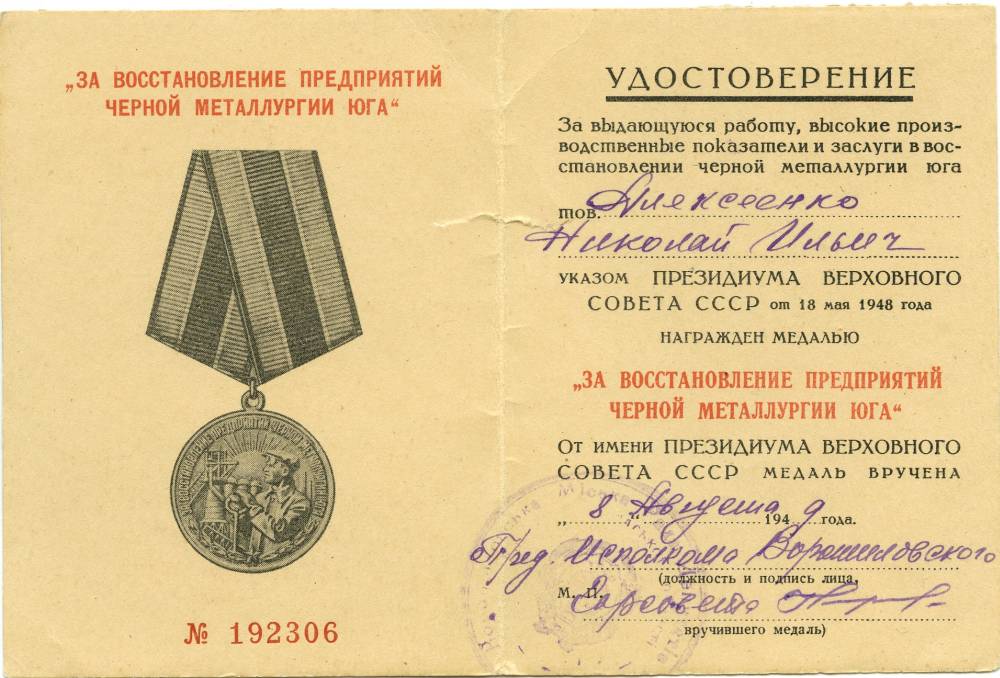 „ЗА ВОССТАНОВЛЕНИЕ ПРЕДПРИЯТИЙ
ЧЕРНОЙ МЕТАЛЛУРГИИ ЮГА“
№ 192306
УДОСТОВЕРЕНИЕ
За выдающуюся работу, высокие произ-
водственные показатели и заслуги в вос-
становлении черной металлургии юга
тов. Алексеенко
Николай Ильич
указом ПРЕЗИДИУМА ВЕРХОВНОГО
СОВЕТА СССР от 18 мая 1948 года
НАГРАЖДЕН МЕДАЛЬЮ
„ЗА ВОССТАНОВЛЕНИЕ ПРЕДПРИЯТИЙ
ЧЕРНОЙ МЕТАЛЛУРГИИ ЮГА“
От имени ПРЕЗИДИУМА ВЕРХОВНОГО
СОВЕТА СССР МЕДАЛЬ ВРУЧЕНА
„8“ Августа 1949 года.
Пред. Исполкома Ворошиловского
(должность и подпись лица,
М. П. Горсовета
вручившего медаль)